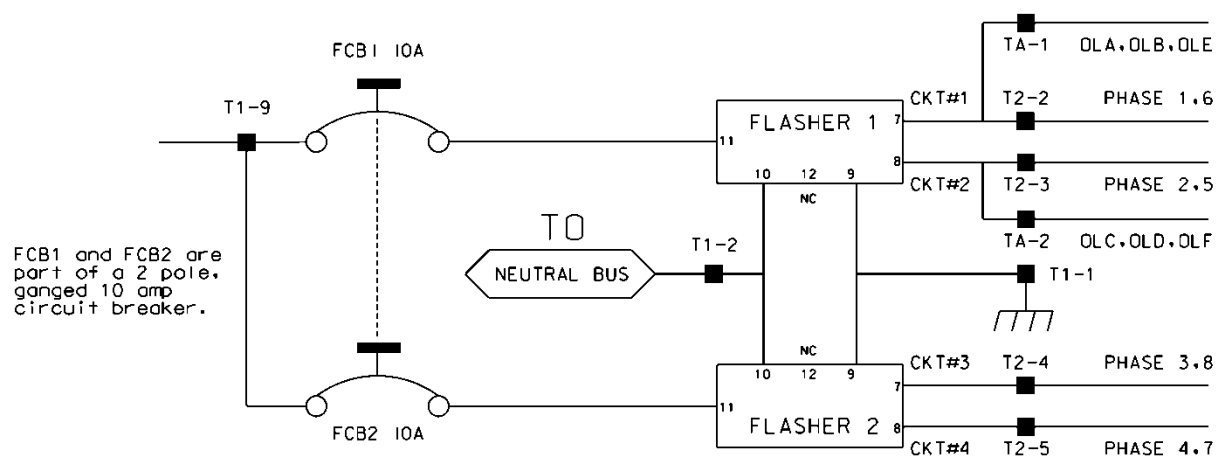 FCB1 10A
T1-9
FCB1 and FCB2 are
part of a 2 pole,
ganged 10 amp
circuit breaker.
FCB2 10A
TO
NEUTRAL BUS
T1-2
FLASHER 1
11
7
8
10 12 9
NC
NC
10 12 9
11
7
8
FLASHER 2
TA-1 OLA,OLB,OLE
CKT#1 T2-2 PHASE 1,6
CKT#2 T2-3 PHASE 2,5
TA-2 OLC,OLD,OLF
T1-1
CKT#3 T2-4 PHASE 3,8
CKT#4 T2-5 PHASE 4,7